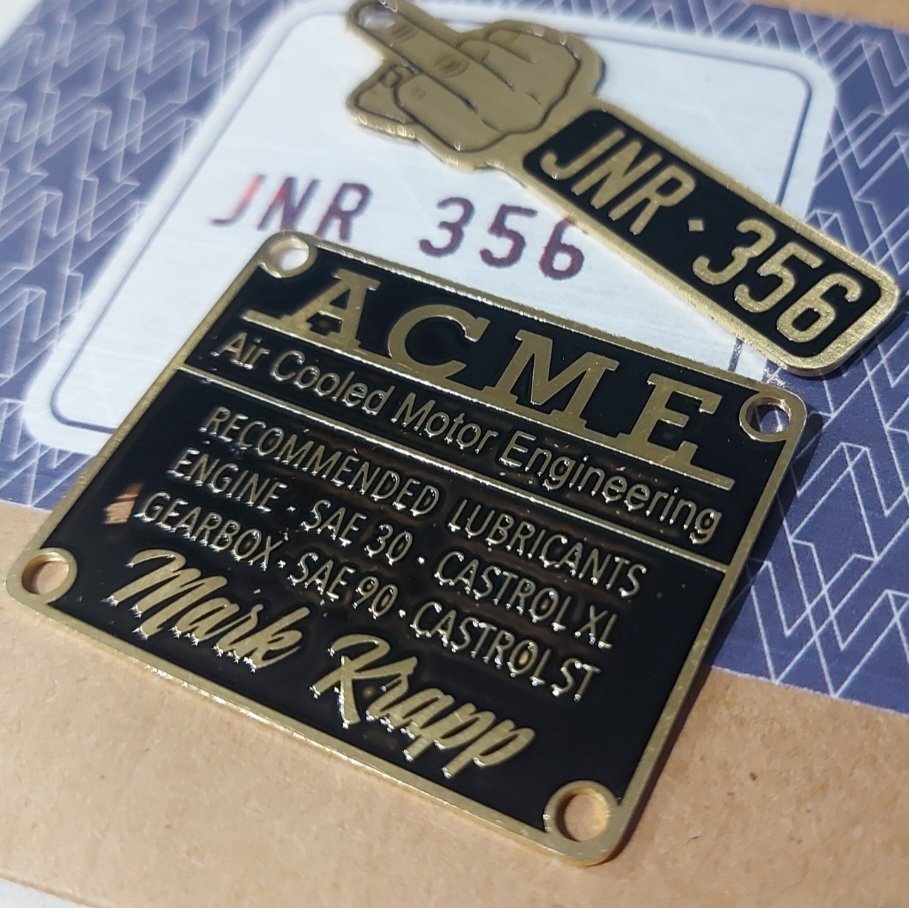 JNR · 356
JNR 356
ACME
Air Cooled Motor Engineering
RECOMMENDED LUBRICANTS
ENGINE · SAE 30 · CASTROL XL
GEARBOX · SAE 90 · CASTROL ST
Mark Krapp